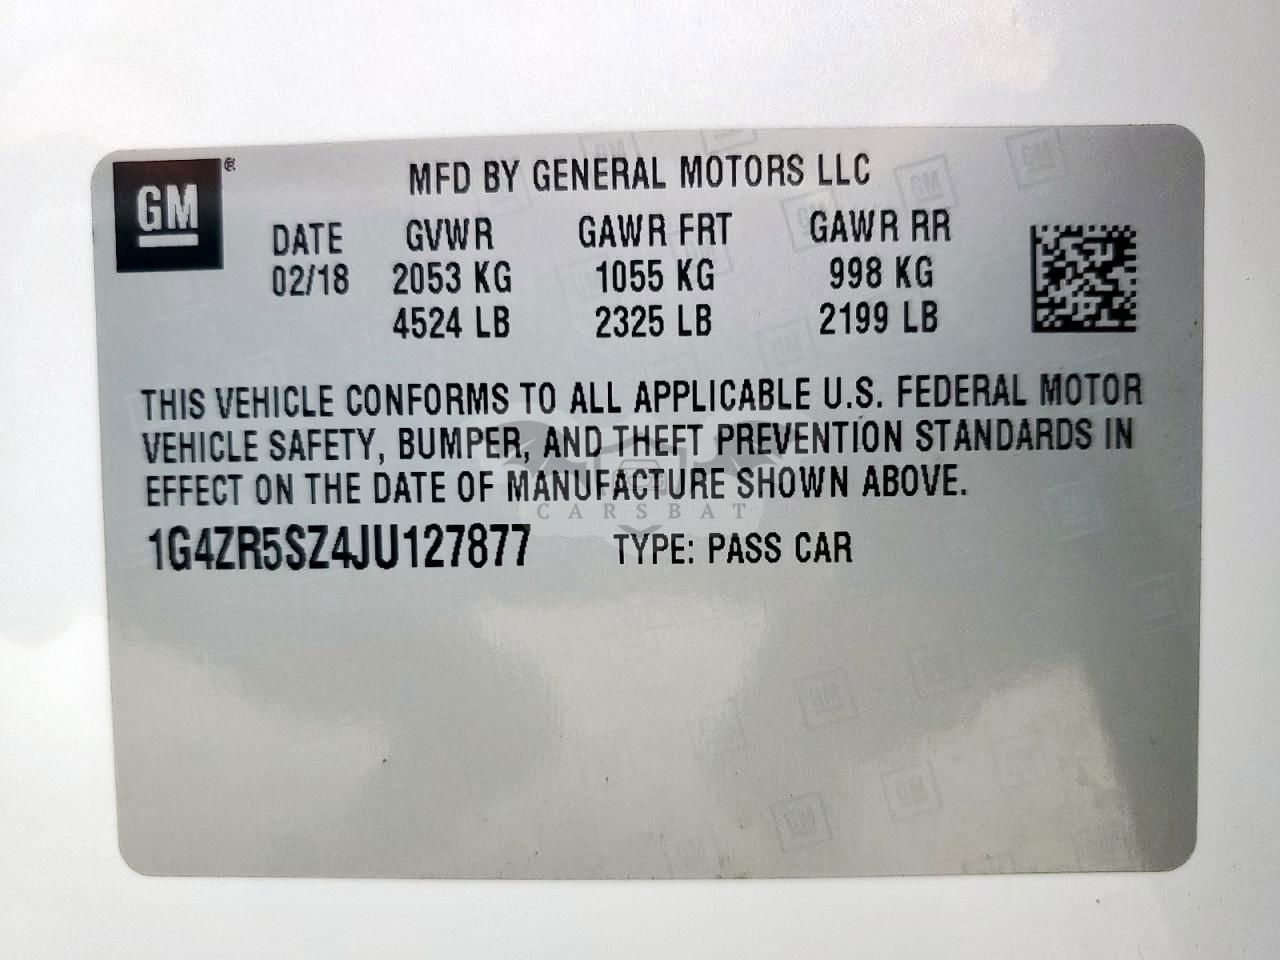 GM ®
MFD BY GENERAL MOTORS LLC
DATE GVWR GAWR FRT GAWR RR
02/18 2053 KG 1055 KG 998 KG
4524 LB 2325 LB 2199 LB
THIS VEHICLE CONFORMS TO ALL APPLICABLE U.S. FEDERAL MOTOR
VEHICLE SAFETY, BUMPER, AND THEFT PREVENTION STANDARDS IN
EFFECT ON THE DATE OF MANUFACTURE SHOWN ABOVE.
CARSBAT
1G4ZR5SZ4JU127877 TYPE: PASS CAR